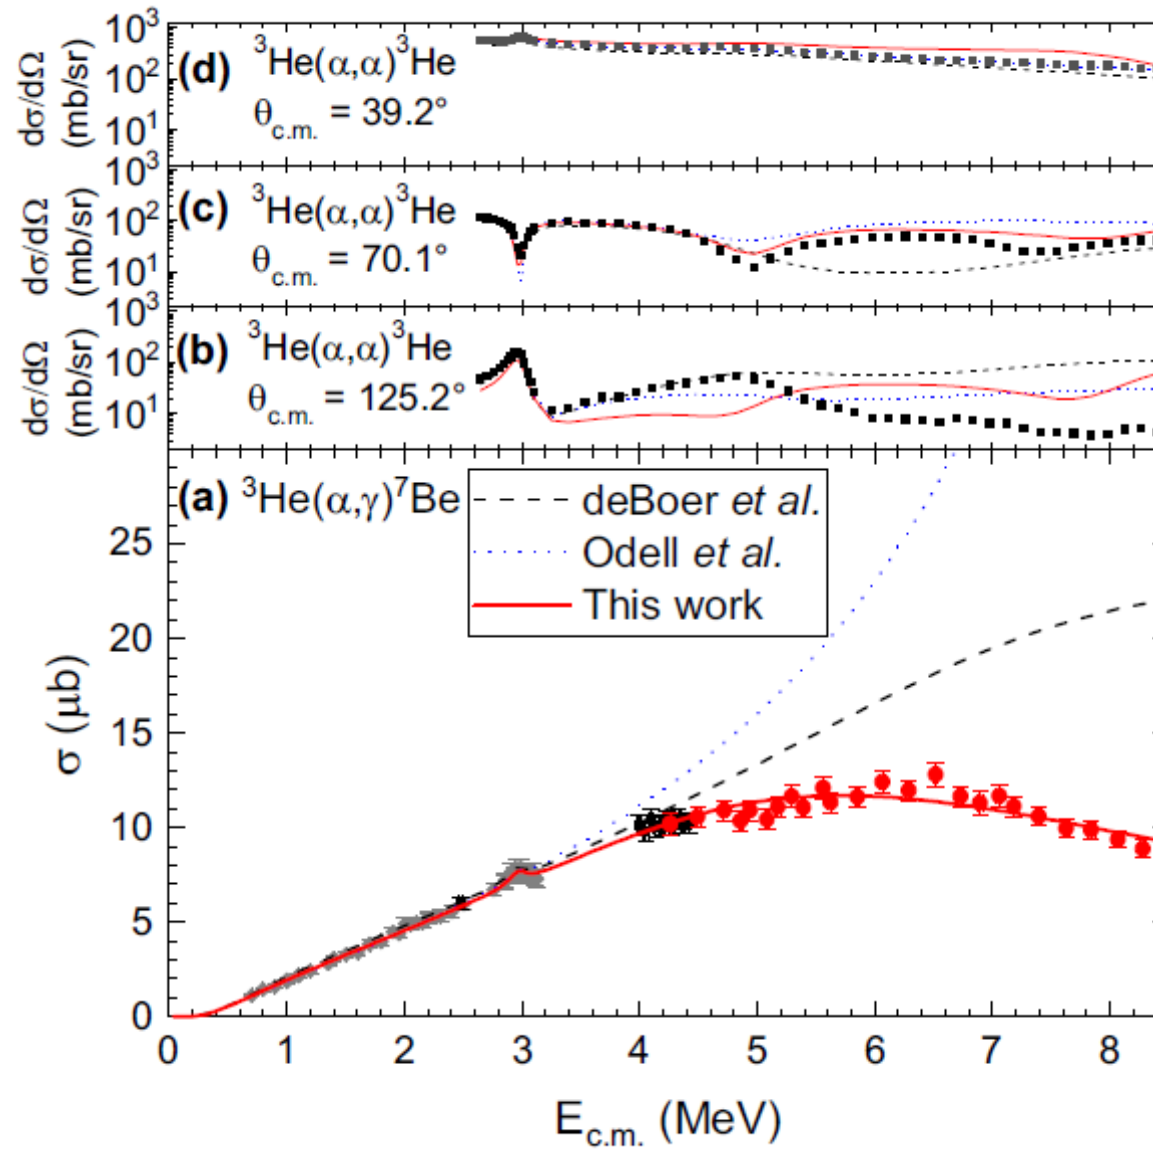 10³
10²
10¹
dσ/dΩ
(mb/sr)
(d) ³He(α,α)³He
θc.m. = 39.2°
10³
10²
10¹
dσ/dΩ
(mb/sr)
(c) ³He(α,α)³He
θc.m. = 70.1°
10³
10²
10¹
dσ/dΩ
(mb/sr)
(b) ³He(α,α)³He
θc.m. = 125.2°
(a) ³He(α,γ)⁷Be
deBoer et al.
Odell et al.
This work
25
20
15
10
5
0
σ (μb)
0 1 2 3 4 5 6 7 8
Ec.m. (MeV)